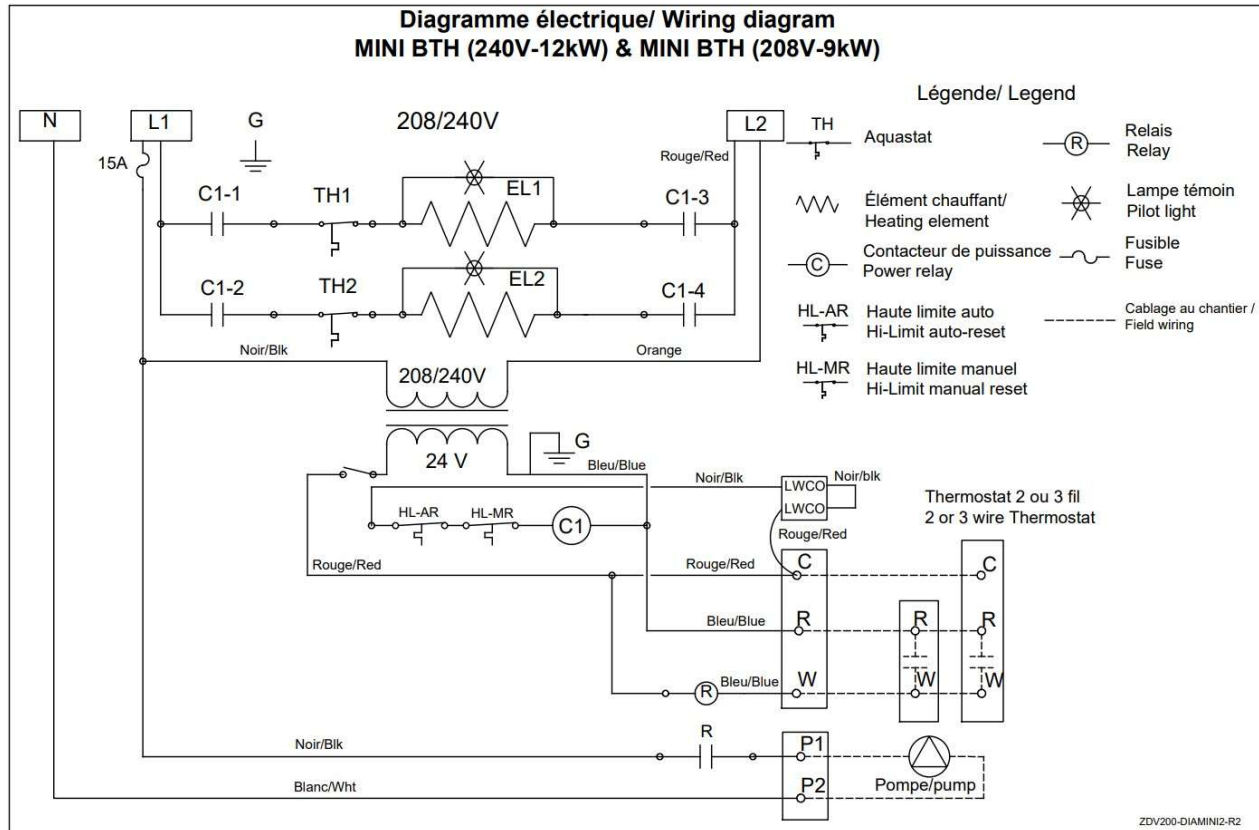 Diagramme électrique/ Wiring diagram
MINI BTH (240V-12kW) & MINI BTH (208V-9kW)
Légende/ Legend
N
L1
G
208/240V
L2
15A
Rouge/Red
C1-1
TH1
EL1
C1-3
C1-2
TH2
EL2
C1-4
TH
Aquastat
Relais
Relay
R
Élément chauffant/
Heating element
Lampe témoin
Pilot light
Contacteur de puissance
Power relay
C
Fusible
Fuse
HL-AR
Haute limite auto
Hi-Limit auto-reset
Cablage au chantier /
Field wiring
HL-MR
Haute limite manuel
Hi-Limit manual reset
Noir/Blk
Orange
208/240V
24 V
G
Bleu/Blue
Noir/Blk
LWCO
LWCO
Noir/blk
Rouge/Red
Thermostat 2 ou 3 fil
2 or 3 wire Thermostat
HL-AR
HL-MR
C1
Rouge/Red
Rouge/Red
C
C
Bleu/Blue
R
R
R
R
Bleu/Blue
W
W
W
Noir/Blk
R
P1
Blanc/Wht
P2
Pompe/pump
ZDV200-DIAMINI2-R2